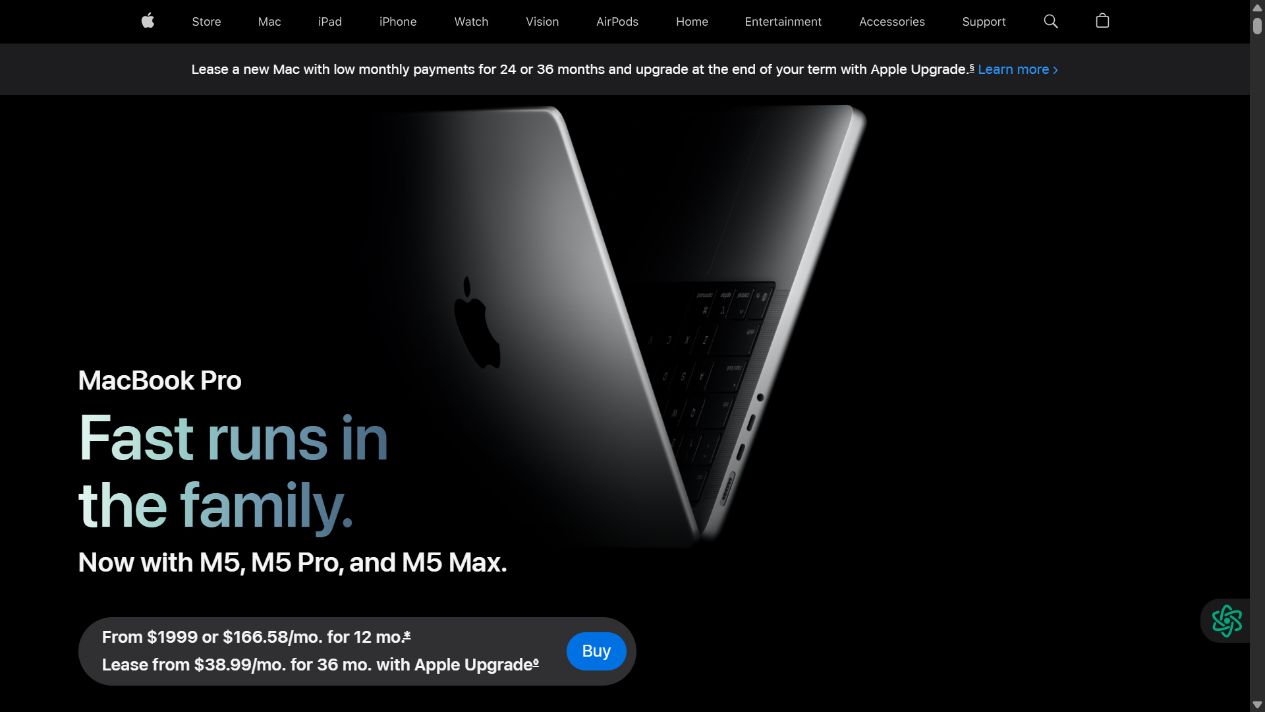 Store Mac iPad iPhone Watch Vision AirPods Home Entertainment Accessories Support
Lease a new Mac with low monthly payments for 24 or 36 months and upgrade at the end of your term with Apple Upgrade.§ Learn more >
MacBook Pro
Fast runs in
the family.
Now with M5, M5 Pro, and M5 Max.
From $1999 or $166.58/mo. for 12 mo.*
Lease from $38.99/mo. for 36 mo. with Apple Upgrade◊
Buy